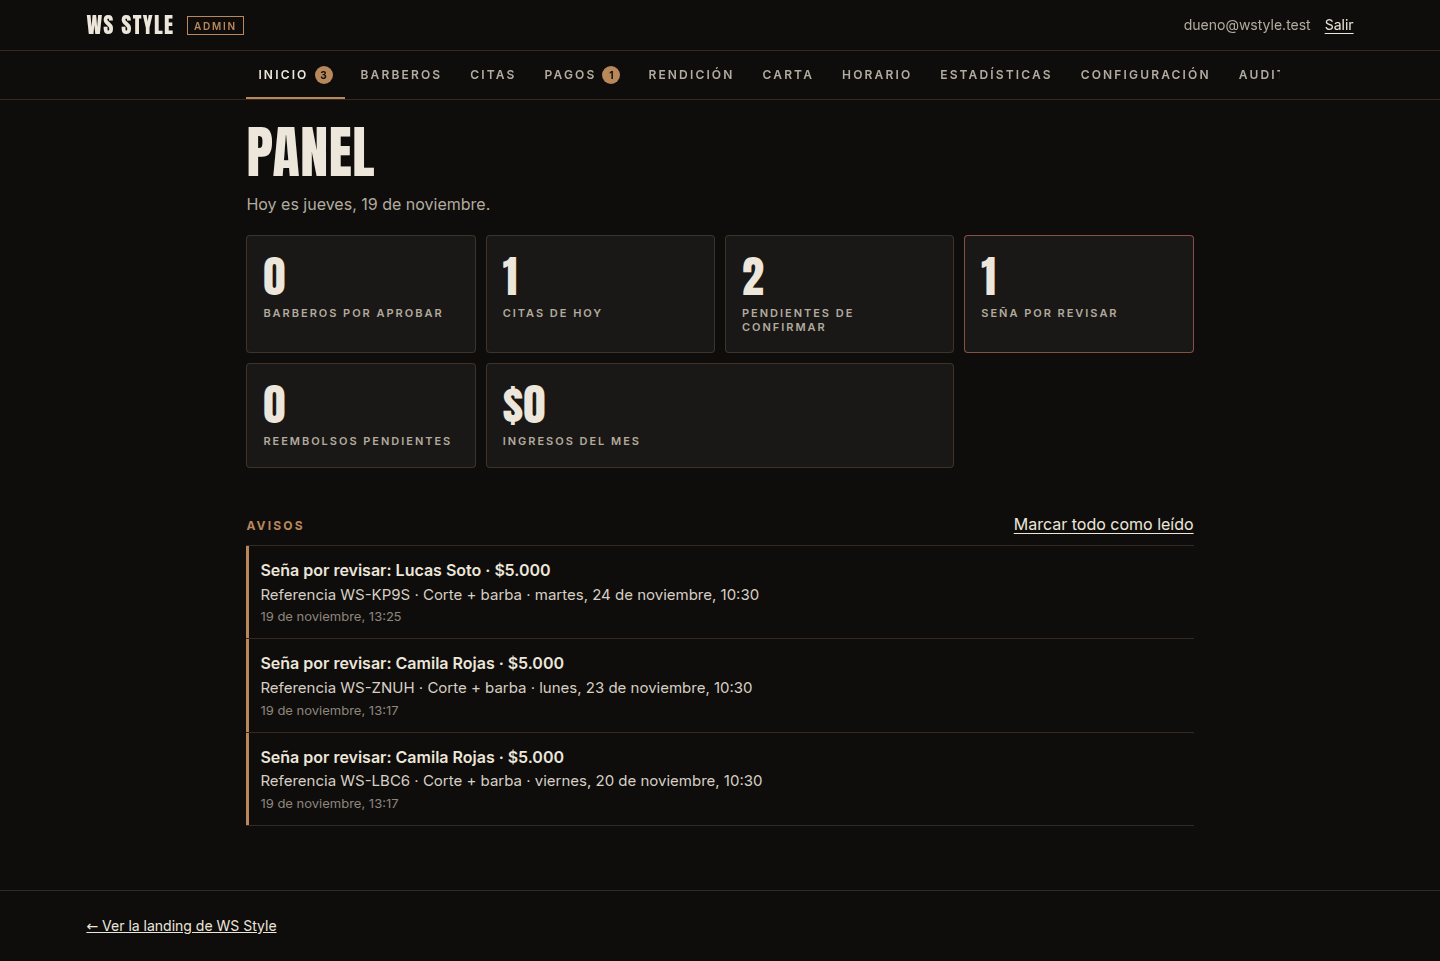 WS STYLE ADMIN dueno@wstyle.test Salir
INICIO 3 BARBEROS CITAS PAGOS 1 RENDICIÓN CARTA HORARIO ESTADÍSTICAS CONFIGURACIÓN
PANEL
Hoy es jueves, 19 de noviembre.
0
BARBEROS POR APROBAR
1
CITAS DE HOY
2
PENDIENTES DE
CONFIRMAR
1
SEÑA POR REVISAR
0
REEMBOLSOS PENDIENTES
$0
INGRESOS DEL MES
AVISOS Marcar todo como leído
Seña por revisar: Lucas Soto · $5.000
Referencia WS-KP9S · Corte + barba · martes, 24 de noviembre, 10:30
19 de noviembre, 13:25
Seña por revisar: Camila Rojas · $5.000
Referencia WS-ZNUH · Corte + barba · lunes, 23 de noviembre, 10:30
19 de noviembre, 13:17
Seña por revisar: Camila Rojas · $5.000
Referencia WS-LBC6 · Corte + barba · viernes, 20 de noviembre, 10:30
19 de noviembre, 13:17
← Ver la landing de WS Style